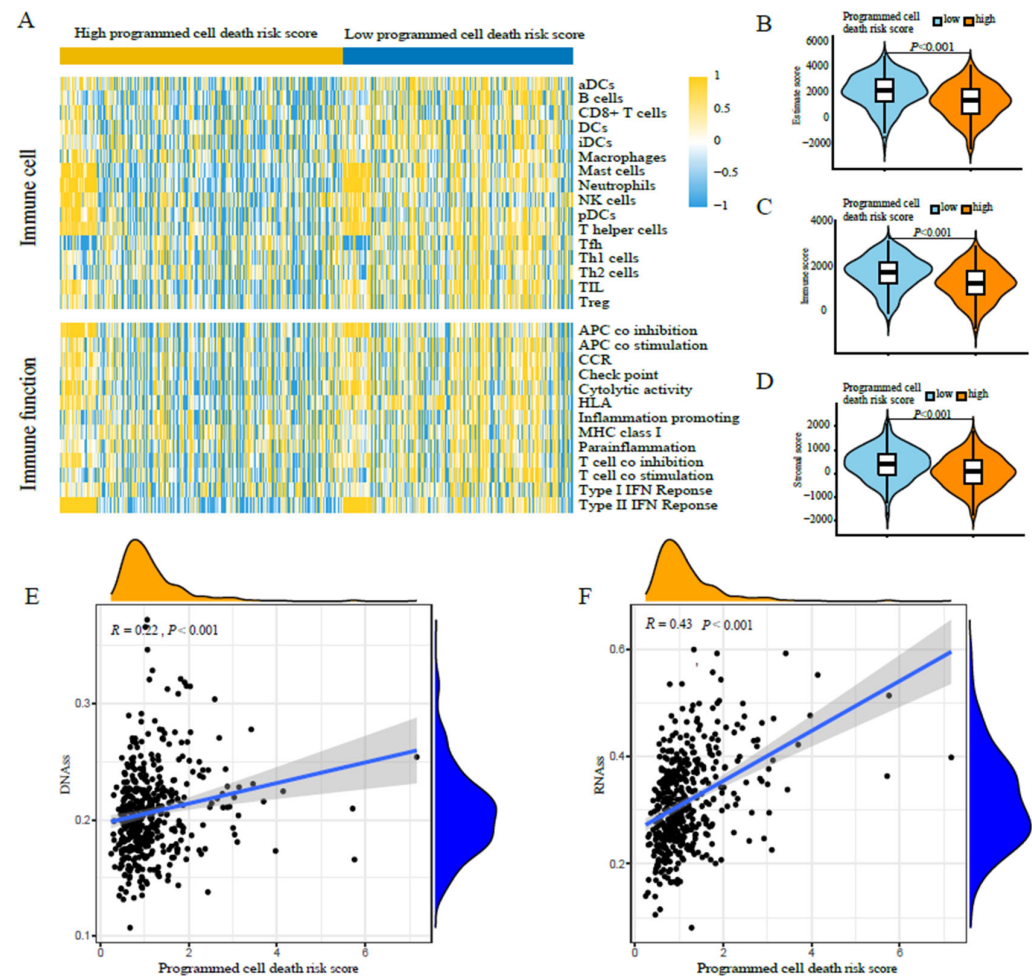 A
High programmed cell death risk score
Low programmed cell death risk score
Immune cell
aDCs
B cells
CD8+ T cells
DCs
iDCs
Macrophages
Mast cells
Neutrophils
NK cells
pDCs
T helper cells
Tfh
Th1 cells
Th2 cells
TIL
Treg
Immune function
APC co inhibition
APC co stimulation
CCR
Check point
Cytolytic activity
HLA
Inflammation promoting
MHC class I
Parainflammation
T cell co inhibition
T cell co stimulation
Type I IFN Reponse
Type II IFN Reponse
1
0.5
0
−0.5
−1
B
Programmed cell
death risk score
low
high
P<0.001
Estimate score
6000
4000
2000
0
−2000
C
Programmed cell
death risk score
low
high
P<0.001
Immune score
4000
2000
0
D
Programmed cell
death risk score
low
high
P<0.001
Stromal score
2000
1000
0
−1000
−2000
E
R = 0.22 , P < 0.001
DNAss
0.3
0.2
0.1
0
2
4
6
Programmed cell death risk score
F
R = 0.43 P < 0.001
RNAss
0.6
0.4
0.2
0
2
4
6
Programmed cell death risk score